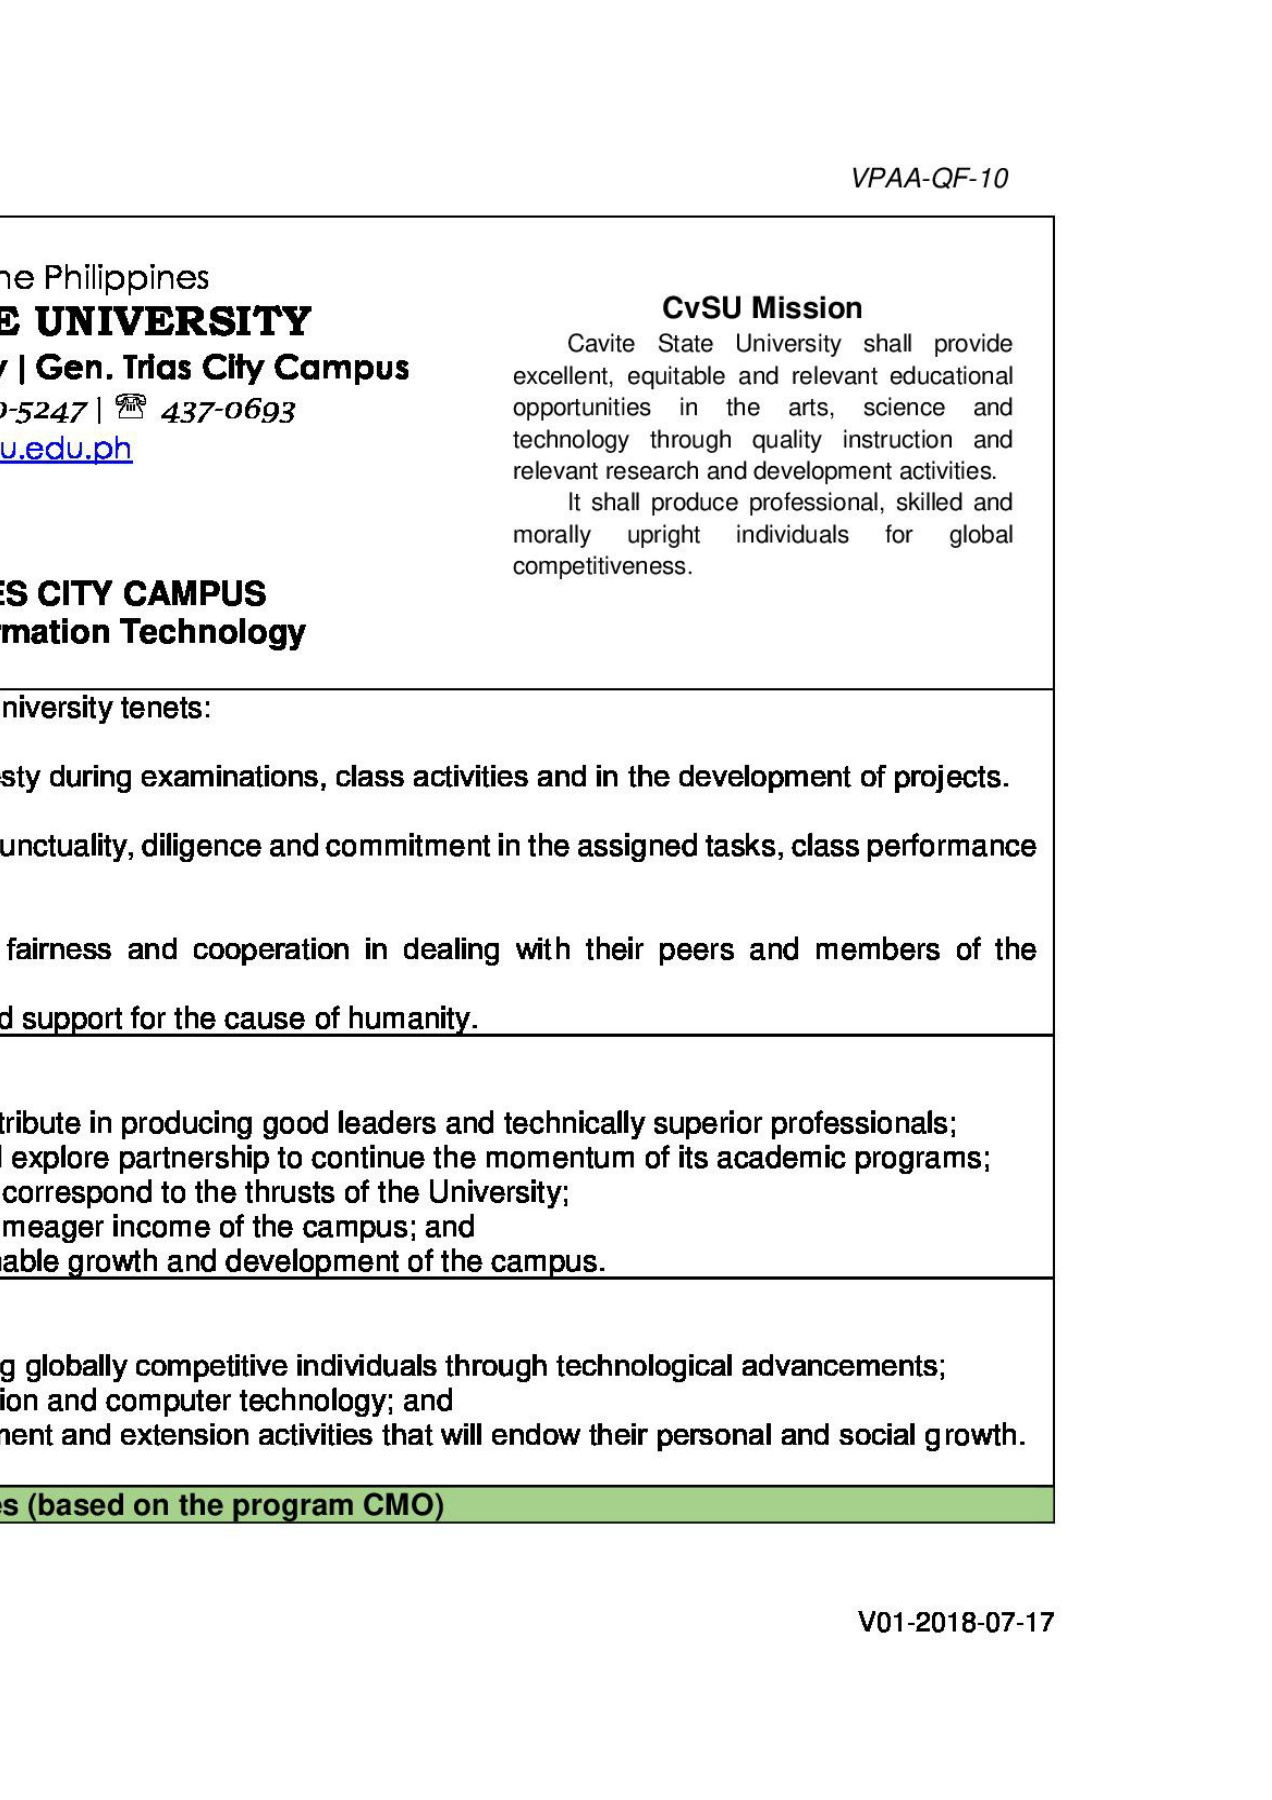 VPAA-QF-10
ne Philippines
E UNIVERSITY
y | Gen. Trias City Campus
0-5247 | ☏ 437-0693
u.edu.ph
ES CITY CAMPUS
rmation Technology
CvSU Mission
Cavite State University shall provide
excellent, equitable and relevant educational
opportunities in the arts, science and
technology through quality instruction and
relevant research and development activities.
It shall produce professional, skilled and
morally upright individuals for global
competitiveness.
niversity tenets:
sty during examinations, class activities and in the development of projects.
unctuality, diligence and commitment in the assigned tasks, class performance
fairness and cooperation in dealing with their peers and members of the
d support for the cause of humanity.
tribute in producing good leaders and technically superior professionals;
l explore partnership to continue the momentum of its academic programs;
correspond to the thrusts of the University;
meager income of the campus; and
nable growth and development of the campus.
g globally competitive individuals through technological advancements;
ion and computer technology; and
ment and extension activities that will endow their personal and social growth.
es (based on the program CMO)
V01-2018-07-17